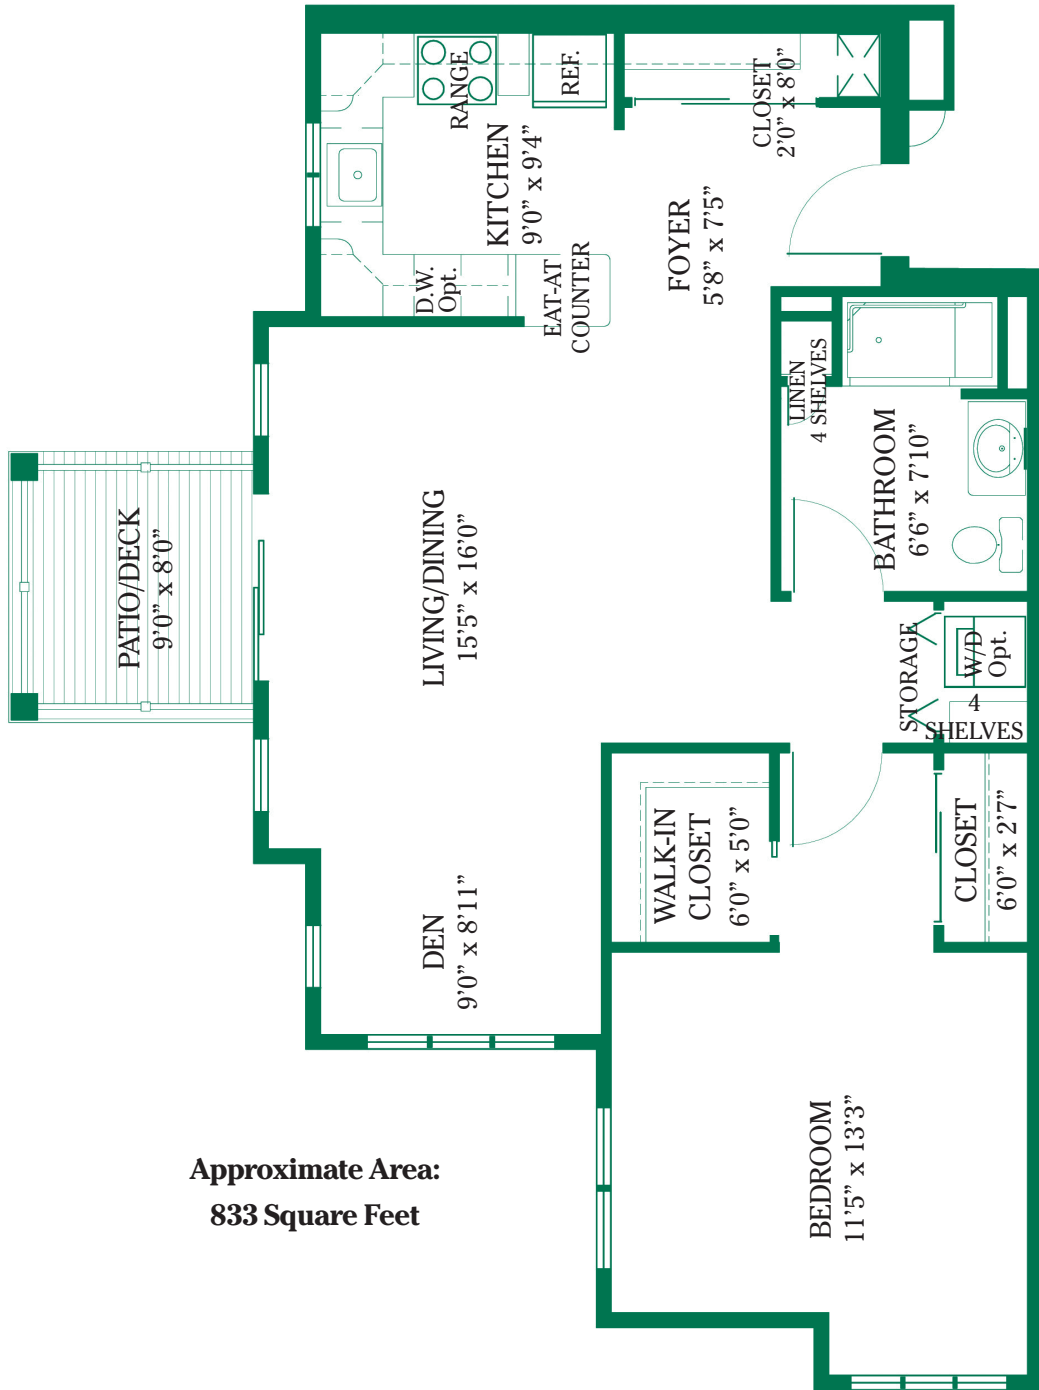 RANGE
REF.
CLOSET
2'0” x 8'0”
KITCHEN
9'0” x 9'4”
FOYER
5'8” x 7'5”
D.W.
Opt.
EAT-AT
COUNTER
LINEN
4 SHELVES
BATHROOM
6'6” x 7'10”
PATIO/DECK
9'0” x 8'0”
LIVING/DINING
15'5” x 16'0”
STORAGE
W/D
Opt.
4
SHELVES
WALK-IN
CLOSET
6'0” x 5'0”
CLOSET
6'0” x 2'7”
DEN
9'0” x 8'11”
BEDROOM
11'5” x 13'3”
Approximate Area:
833 Square Feet